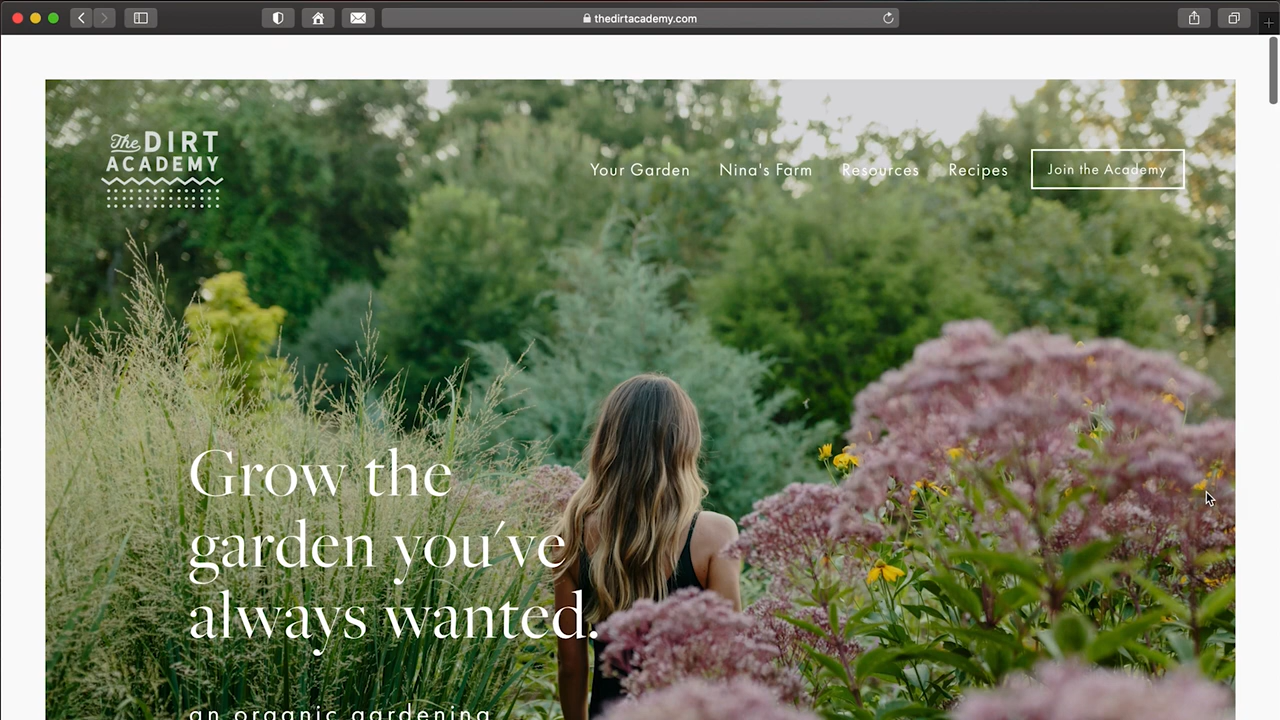 thedirtacademy.com
The DIRT
ACADEMY
Your Garden Nina's Farm Resources Recipes Join the Academy
Grow the
garden you've
always wanted.
an organic gardening